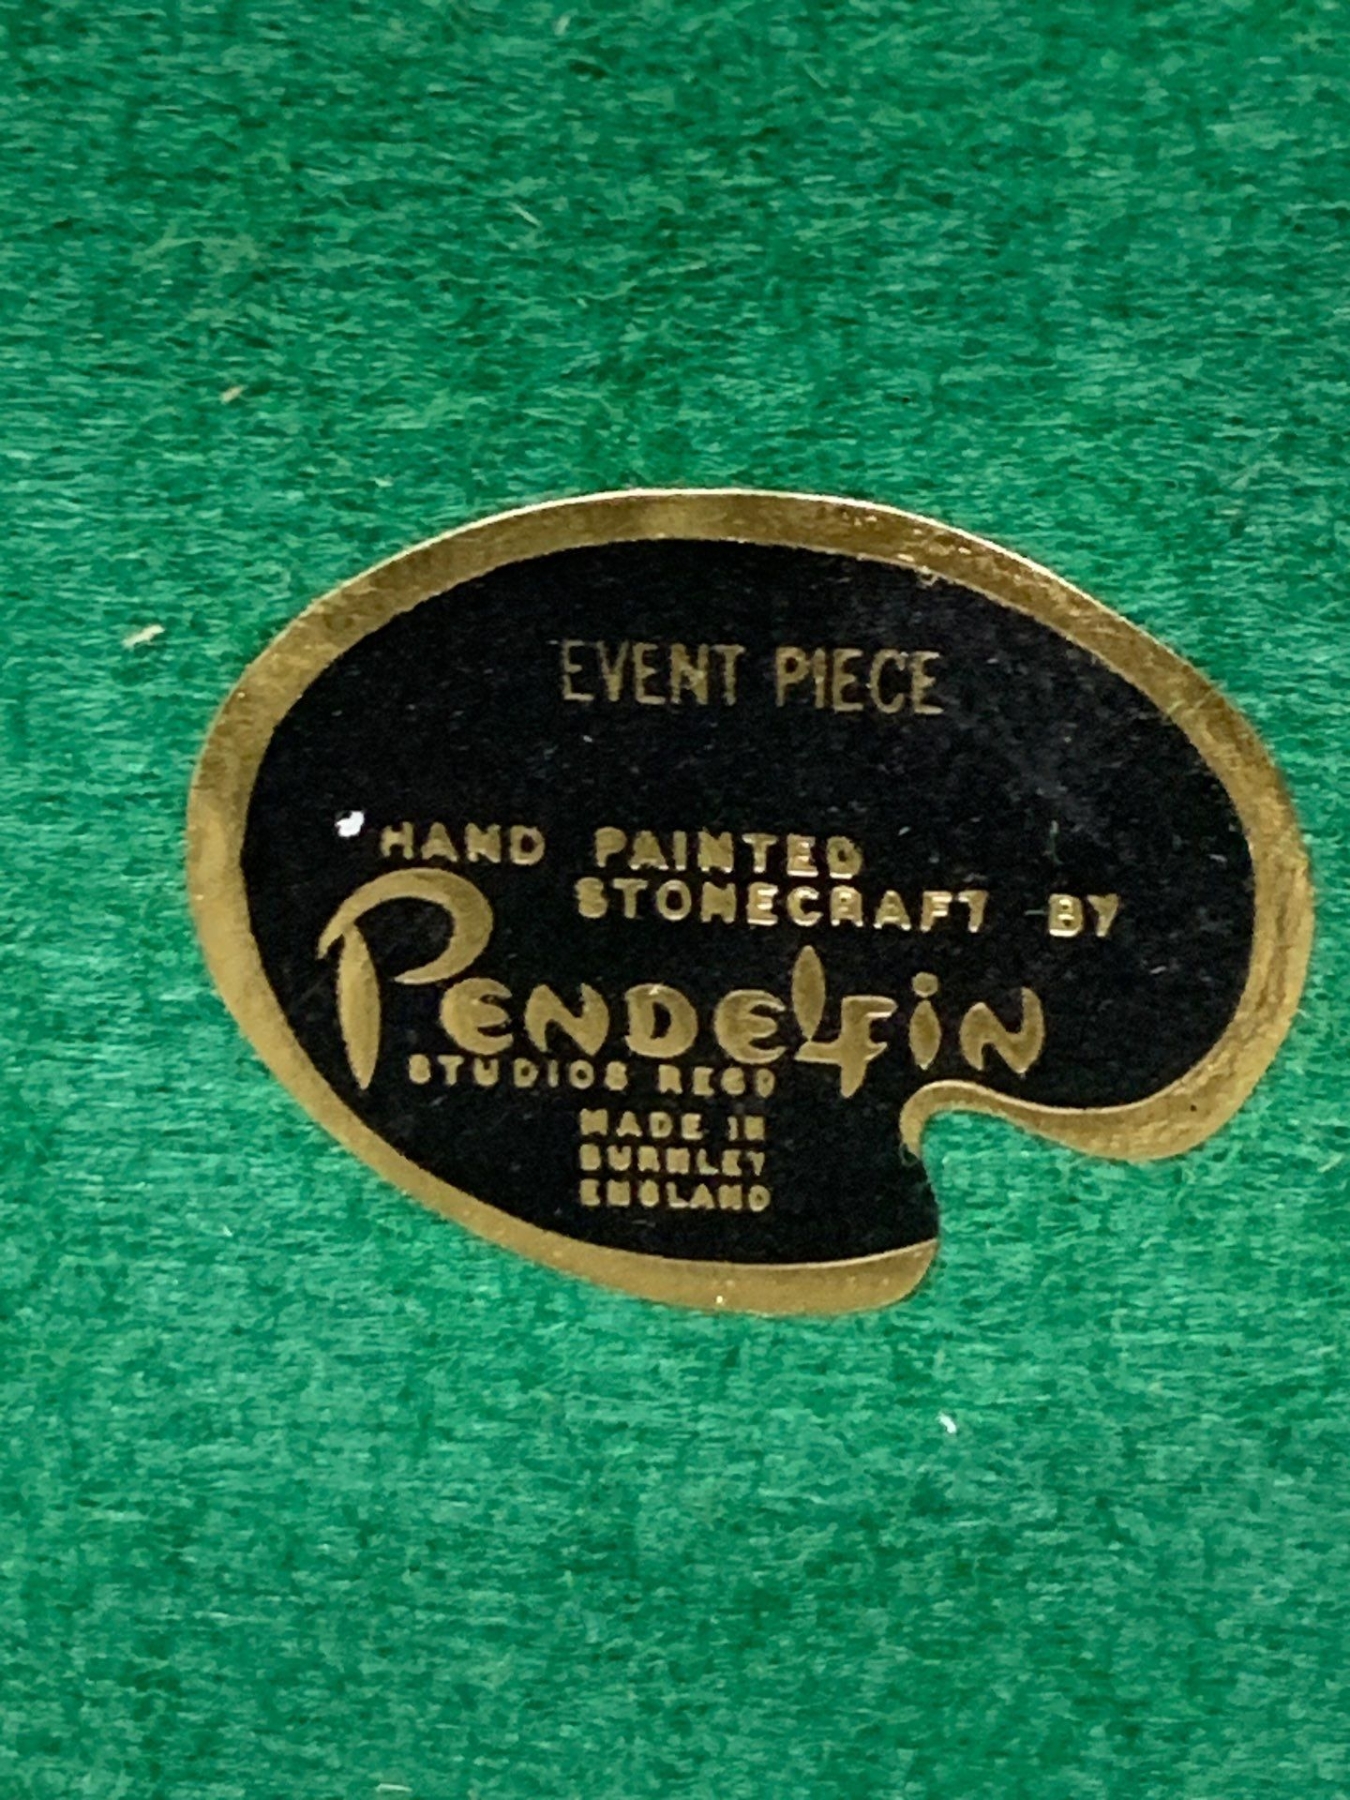 EVENT PIECE
HAND PAINTED
STONECRAFT BY
PENDELFIN
STUDIOS REGD
MADE IN
BURNLEY
ENGLAND